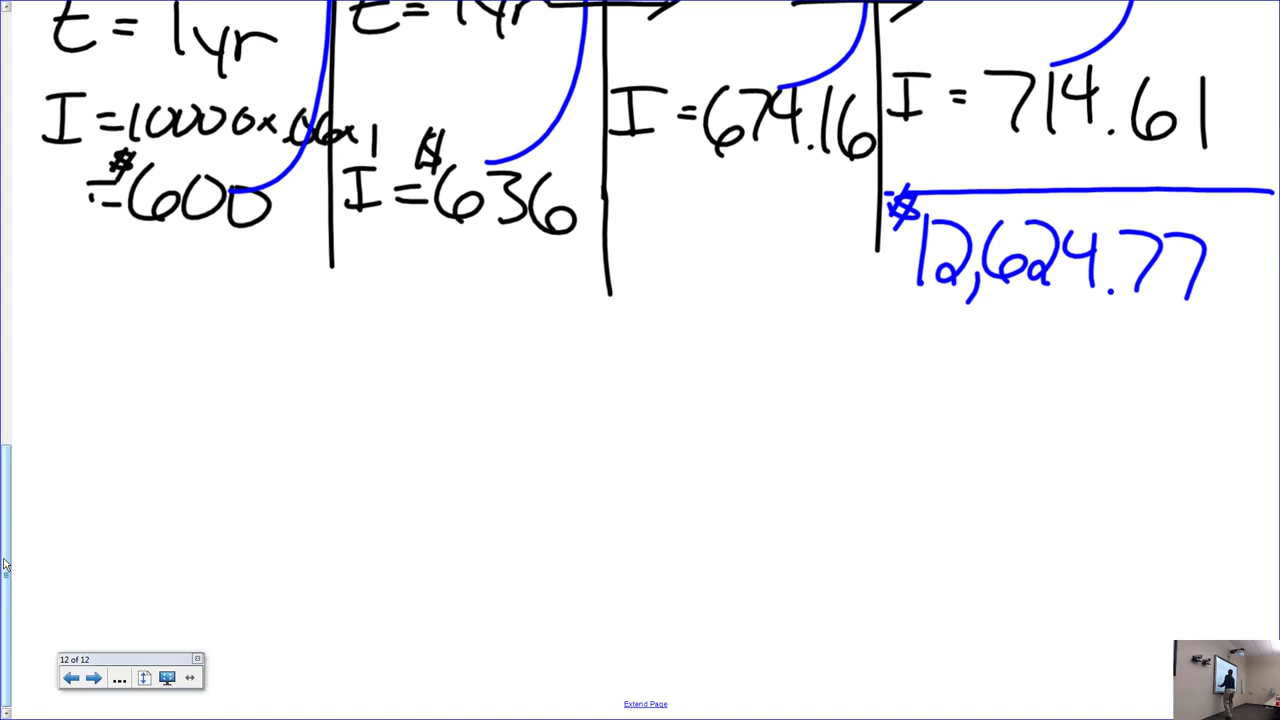 t = 1yr
I = 10000 x .06 x 1
= $600
t = 1yr
I = $636
I = 674.16
I = 714.61
$12,624.77
12 of 12
...
Extend Page